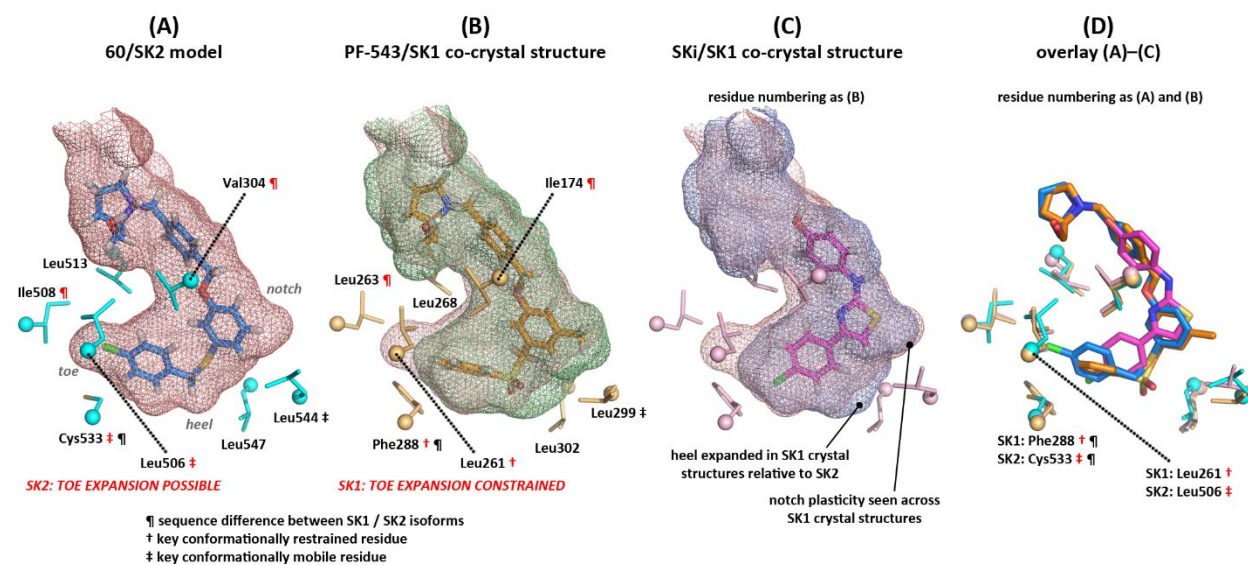 (A)
60/SK2 model
(B)
PF-543/SK1 co-crystal structure
(C)
SKi/SK1 co-crystal structure
(D)
overlay (A)–(C)
residue numbering as (B)
residue numbering as (A) and (B)
Val304 ¶
Leu513
Ile508 ¶
notch
toe
heel
Cys533 ‡ ¶
Leu506 ‡
Leu547
Leu544 ‡
SK2: TOE EXPANSION POSSIBLE
Ile174 ¶
Leu263 ¶
Leu268
Phe288 † ¶
Leu261 †
Leu302
Leu299 ‡
SK1: TOE EXPANSION CONSTRAINED
heel expanded in SK1 crystal
structures relative to SK2
notch plasticity seen across
SK1 crystal structures
SK1: Phe288 † ¶
SK2: Cys533 ‡ ¶
SK1: Leu261 †
SK2: Leu506 ‡
¶ sequence difference between SK1 / SK2 isoforms
† key conformationally restrained residue
‡ key conformationally mobile residue